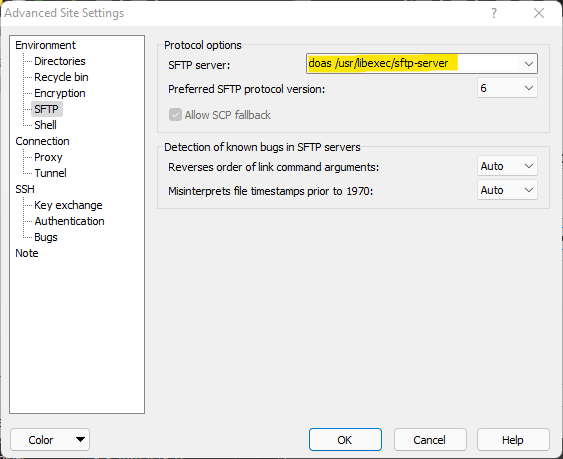 Advanced Site Settings
?
Environment
Directories
Recycle bin
Encryption
SFTP
Shell
Connection
Proxy
Tunnel
SSH
Key exchange
Authentication
Bugs
Note
Protocol options
SFTP server: doas /usr/libexec/sftp-server
Preferred SFTP protocol version: 6
Allow SCP fallback
Detection of known bugs in SFTP servers
Reverses order of link command arguments: Auto
Misinterprets file timestamps prior to 1970: Auto
Color OK Cancel Help